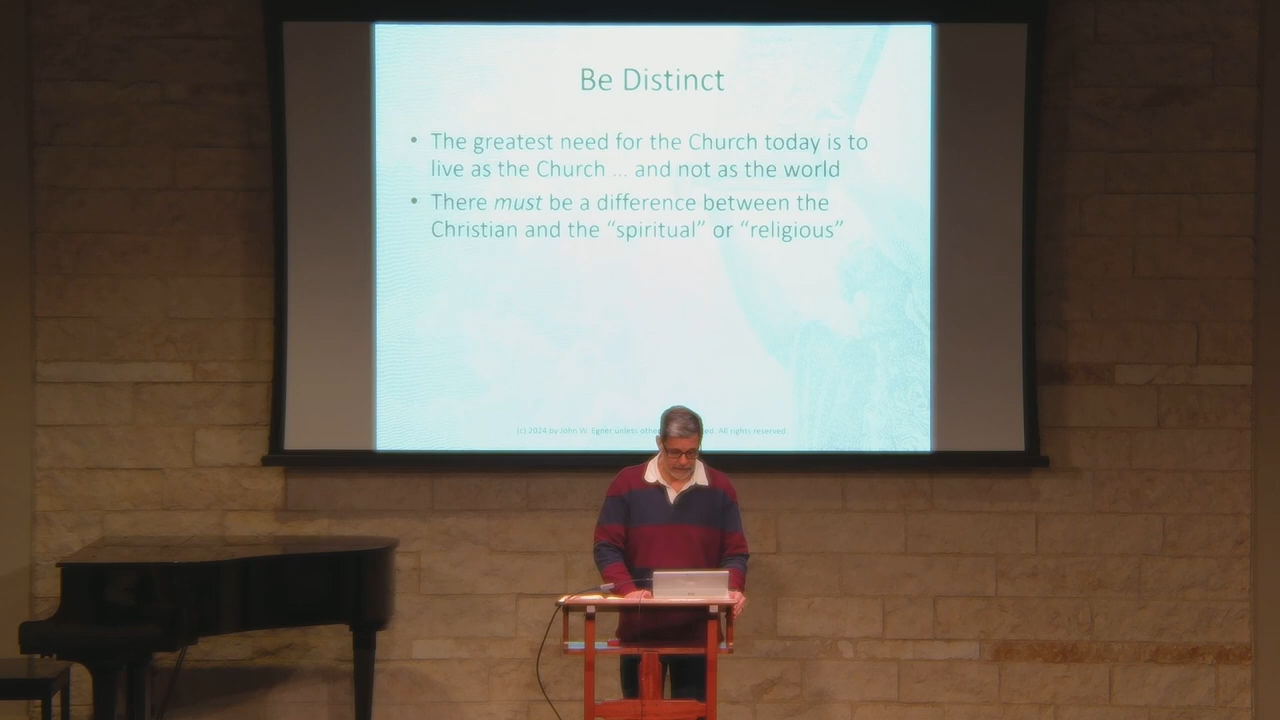 Be Distinct
• The greatest need for the Church today is to
live as the Church ... and not as the world
• There must be a difference between the
Christian and the “spiritual” or “religious”
(c) 2024 by John W. Egner unless ed. All rights reserved